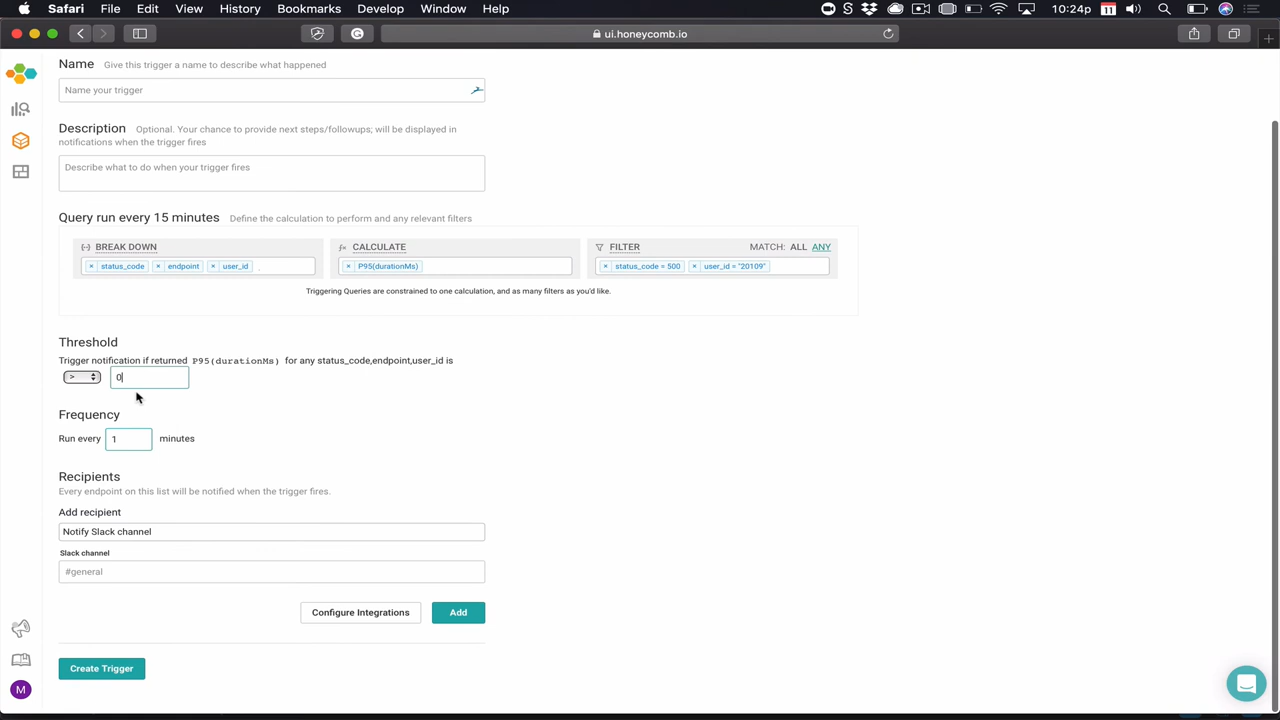 Safari File Edit View History Bookmarks Develop Window Help 10:24p 11
ui.honeycomb.io
Name Give this trigger a name to describe what happened
Name your trigger
Description Optional. Your chance to provide next steps/followups; will be displayed in
notifications when the trigger fires
Describe what to do when your trigger fires
Query run every 15 minutes Define the calculation to perform and any relevant filters
BREAK DOWN CALCULATE FILTER MATCH: ALL ANY
× status_code × endpoint × user_id × P95(durationMs) × status_code = 500 × user_id = "20109"
Triggering Queries are constrained to one calculation, and as many filters as you'd like.
Threshold
Trigger notification if returned P95(durationMs) for any status_code,endpoint,user_id is
> 0
Frequency
Run every 1 minutes
Recipients
Every endpoint on this list will be notified when the trigger fires.
Add recipient
Notify Slack channel
Slack channel
#general
Configure Integrations Add
Create Trigger
M